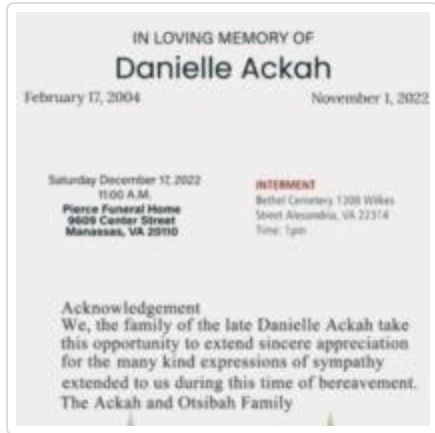 IN LOVING MEMORY OF
Danielle Ackah
February 17, 2004
November 1, 2022
Saturday December 17, 2022
11:00 A.M.
Pierce Funeral Home
9609 Center Street
Manassas, VA 20110
INTERMENT
Bethel Cemetery 1300 Wilkes
Street Alexandria, VA 22314
Time: 1pm
Acknowledgement
We, the family of the late Danielle Ackah take
this opportunity to extend sincere appreciation
for the many kind expressions of sympathy
extended to us during this time of bereavement.
The Ackah and Otsibah Family